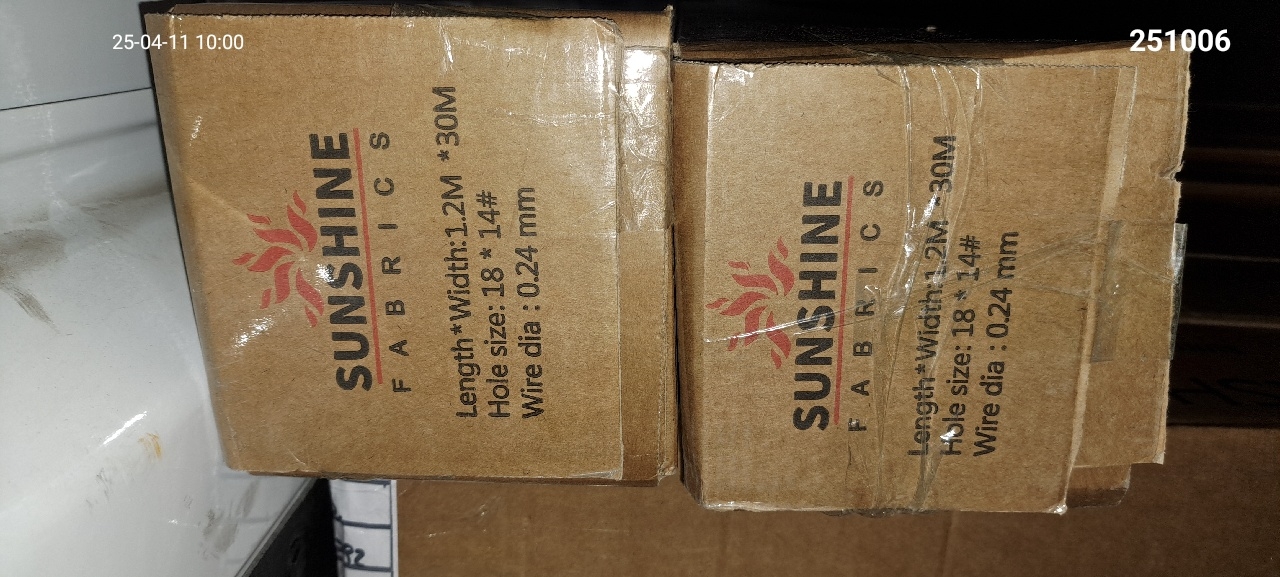 25-04-11 10:00
251006
SUNSHINE
FABRICS
Length*Width:1.2M *30M
Hole size: 18 * 14#
Wire dia : 0.24 mm
SUNSHINE
FABRICS
Length*Width:1.2M *30M
Hole size: 18 * 14#
Wire dia : 0.24 mm